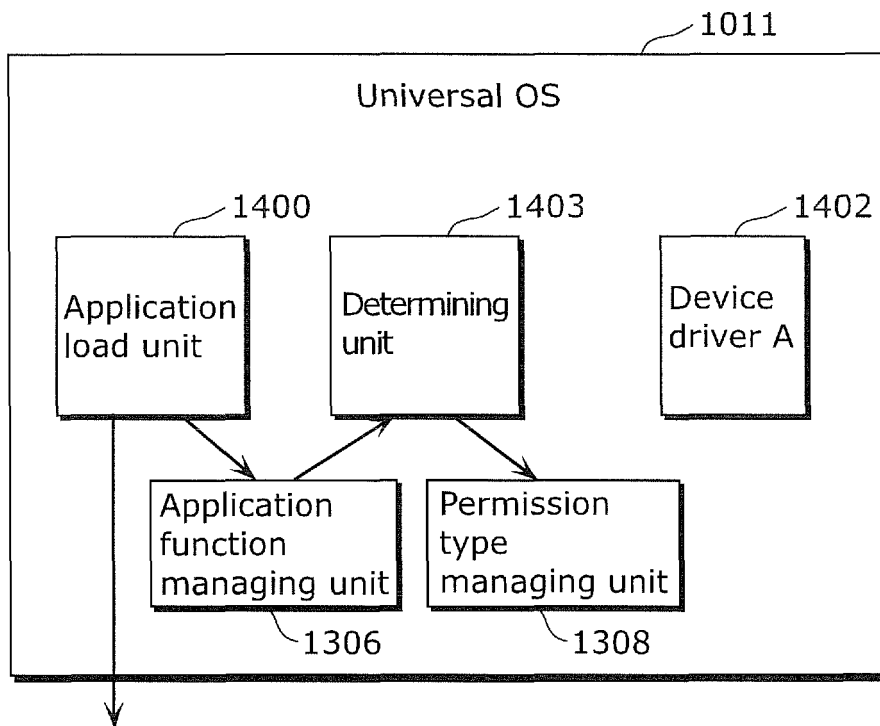 1011
Universal OS
1400
1403
1402
Application
load unit
Determining
unit
Device
driver A
Application
function
managing unit
Permission
type
managing unit
1306
1308